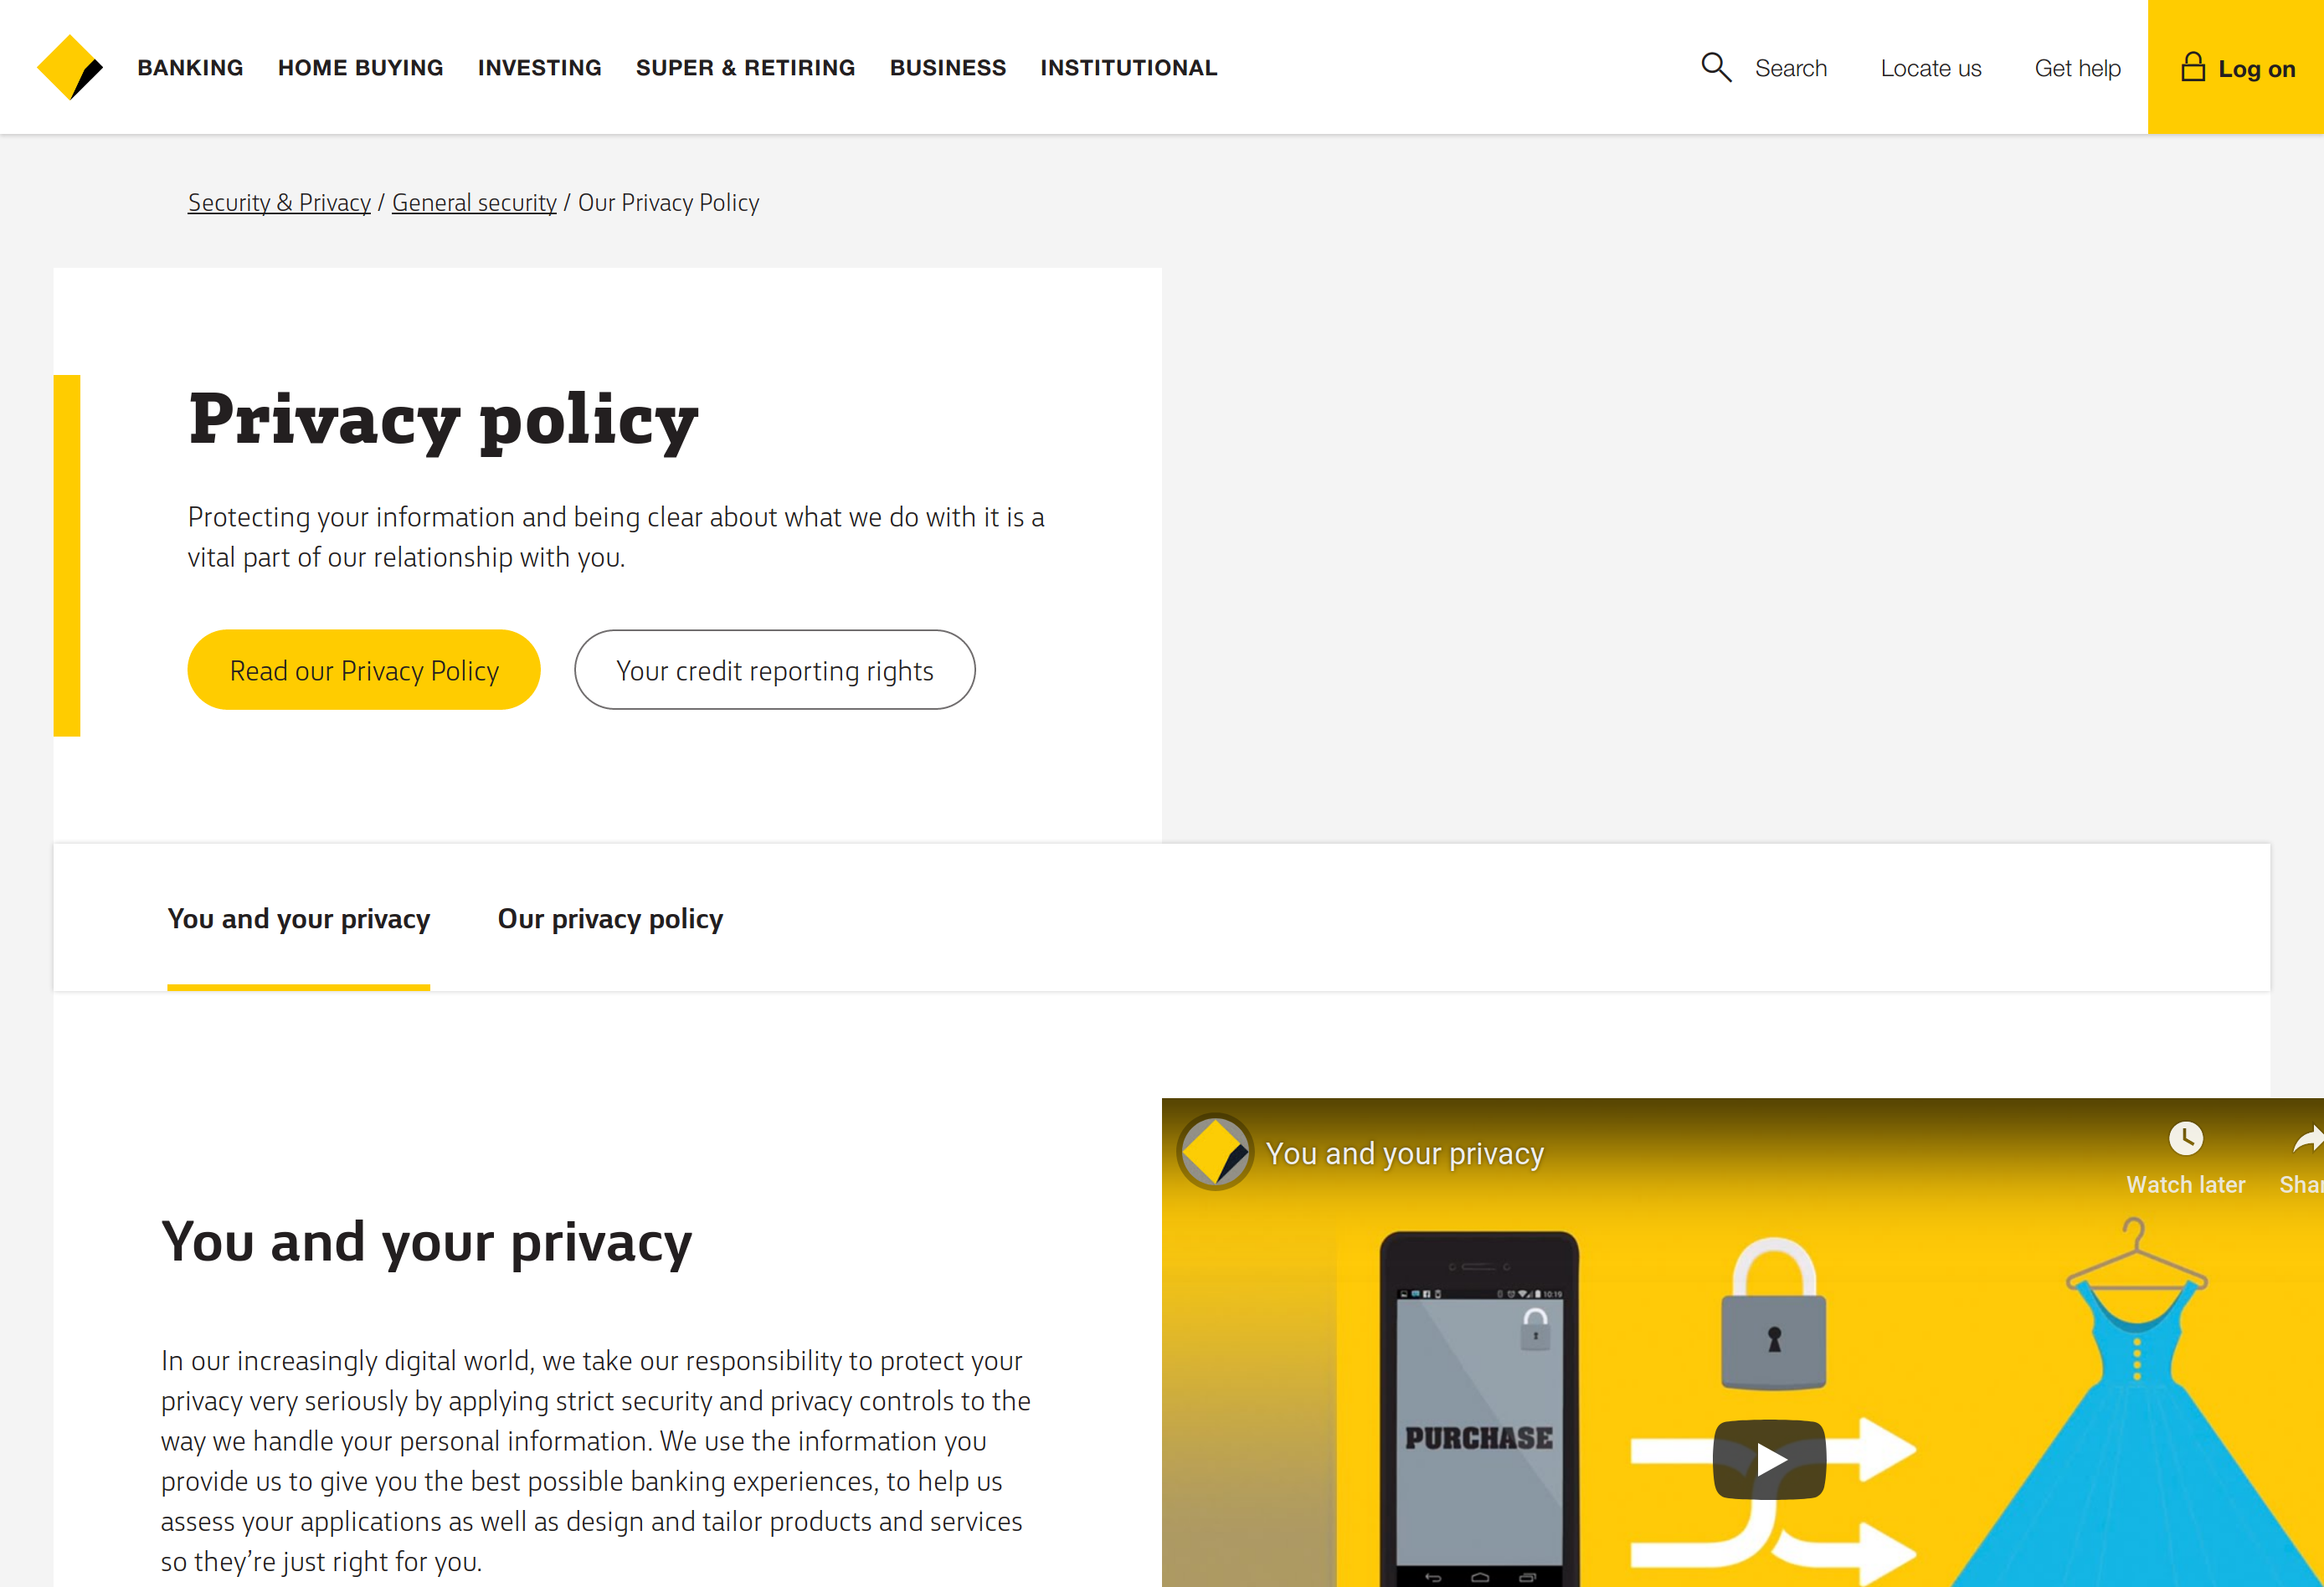 BANKING HOME BUYING INVESTING SUPER & RETIRING BUSINESS INSTITUTIONAL Search Locate us Get help Log on
Security & Privacy / General security / Our Privacy Policy
Privacy policy
Protecting your information and being clear about what we do with it is a
vital part of our relationship with you.
Read our Privacy Policy Your credit reporting rights
You and your privacy Our privacy policy
You and your privacy
Watch later Shar
You and your privacy
10:19
PURCHASE
In our increasingly digital world, we take our responsibility to protect your
privacy very seriously by applying strict security and privacy controls to the
way we handle your personal information. We use the information you
provide us to give you the best possible banking experiences, to help us
assess your applications as well as design and tailor products and services
so they’re just right for you.